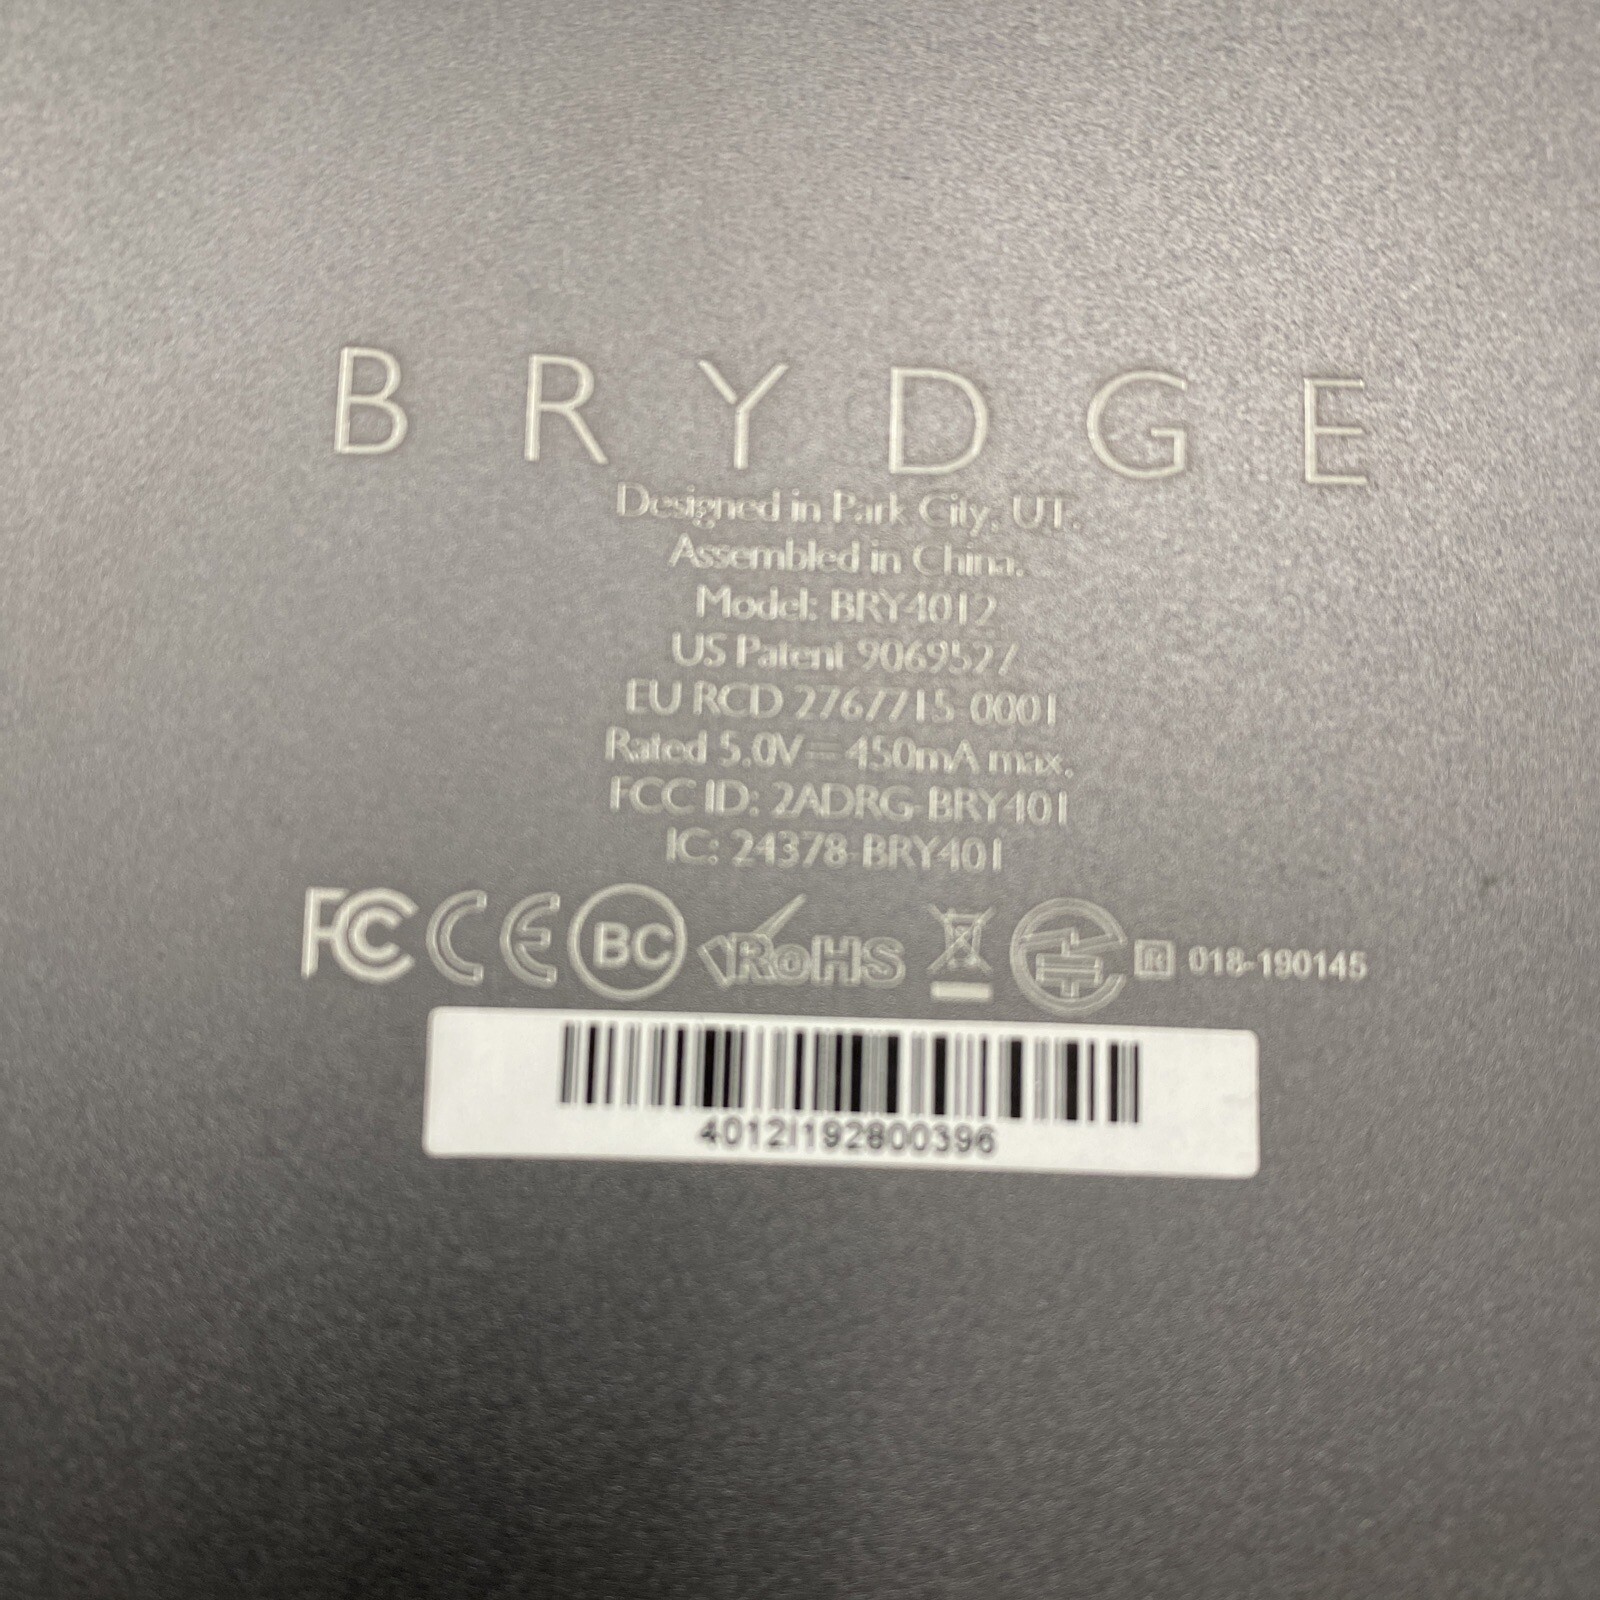 BRYDGE
Designed in Park City, UT.
Assembled in China.
Model: BRY4012
US Patent 9069527
EU RCD 2767715-0001
Rated 5.0V⎓450mA max.
FCC ID: 2ADRG-BRY401
IC: 24378-BRY401
FC CE BC RoHS R 018-190145
4012I192800396